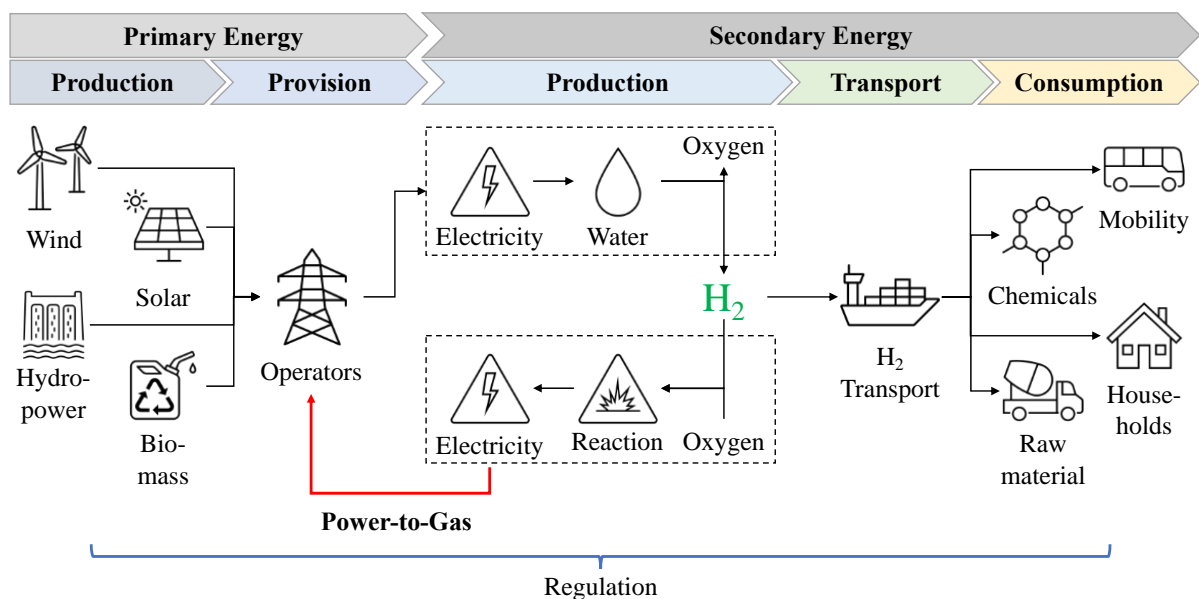 Primary Energy
Secondary Energy
Production
Provision
Production
Transport
Consumption
Wind
Solar
Hydro-
power
Bio-
mass
Operators
Electricity
Water
Oxygen
H₂
Electricity
Reaction
Oxygen
Power-to-Gas
H₂
Transport
Mobility
Chemicals
House-
holds
Raw
material
Regulation